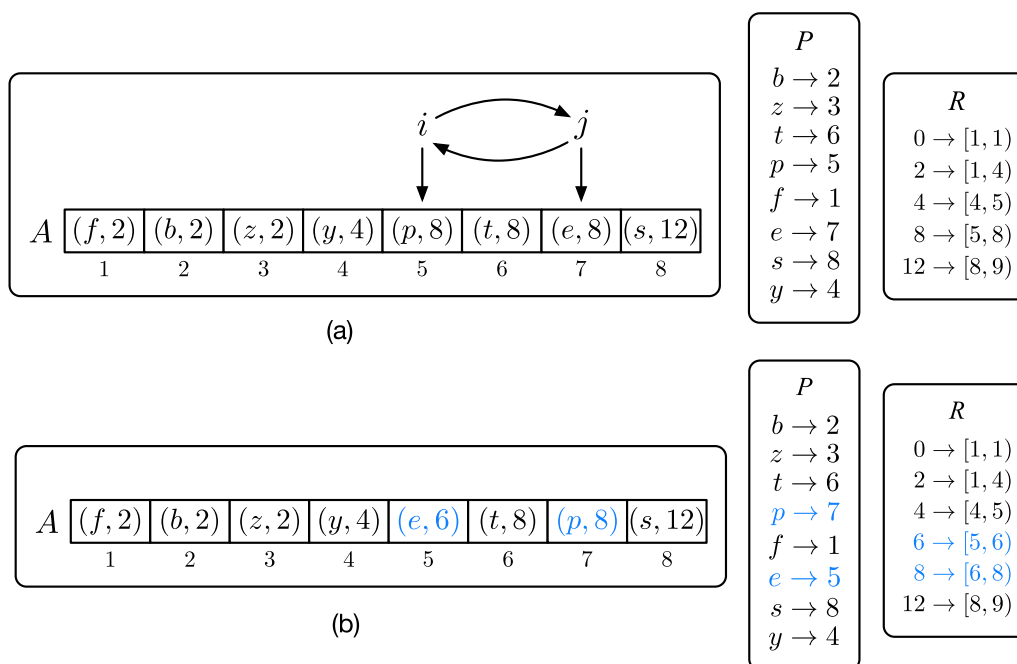 i j
A (f, 2) (b, 2) (z, 2) (y, 4) (p, 8) (t, 8) (e, 8) (s, 12)
1 2 3 4 5 6 7 8
(a)
P
b → 2
z → 3
t → 6
p → 5
f → 1
e → 7
s → 8
y → 4
R
0 → [1, 1)
2 → [1, 4)
4 → [4, 5)
8 → [5, 8)
12 → [8, 9)
A (f, 2) (b, 2) (z, 2) (y, 4) (e, 6) (t, 8) (p, 8) (s, 12)
1 2 3 4 5 6 7 8
(b)
P
b → 2
z → 3
t → 6
p → 7
f → 1
e → 5
s → 8
y → 4
R
0 → [1, 1)
2 → [1, 4)
4 → [4, 5)
6 → [5, 6)
8 → [6, 8)
12 → [8, 9)